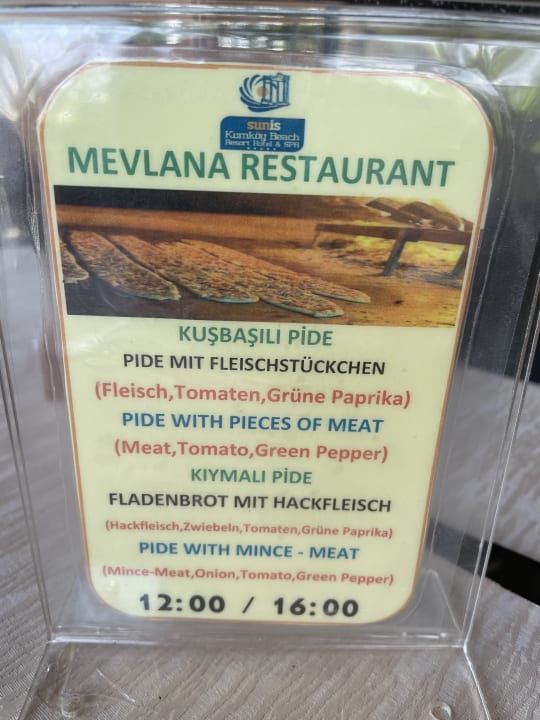 sunis
Kumköy Beach
Resort Hotel & SPA
MEVLANA RESTAURANT
KUŞBAŞILI PİDE
PIDE MIT FLEISCHSTÜCKCHEN
(Fleisch,Tomaten,Grüne Paprika)
PIDE WITH PIECES OF MEAT
(Meat,Tomato,Green Pepper)
KIYMALI PİDE
FLADENBROT MIT HACKFLEISCH
(Hackfleisch,Zwiebeln,Tomaten,Grüne Paprika)
PIDE WITH MINCE - MEAT
(Mince-Meat,Onion,Tomato,Green Pepper)
12:00 / 16:00